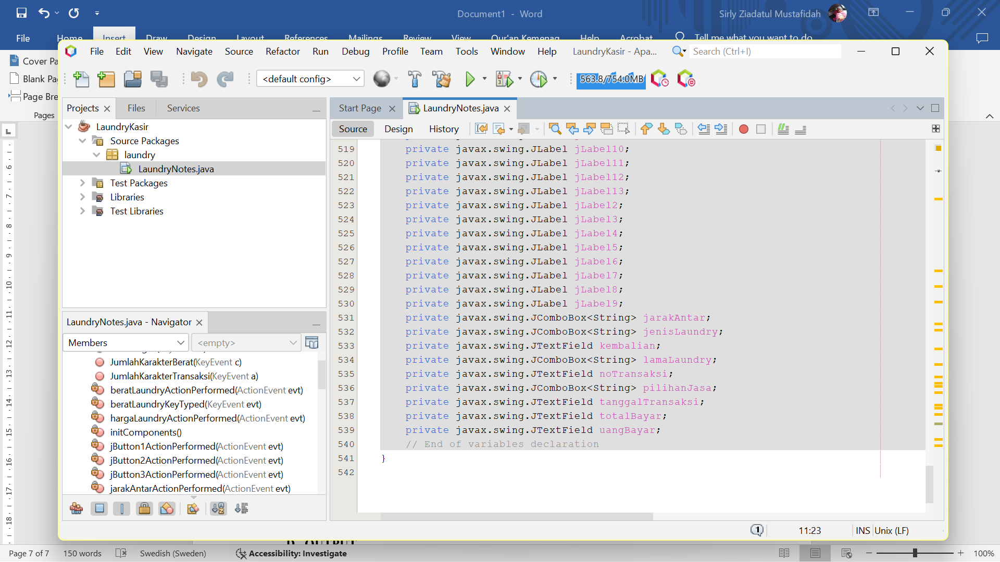 Document1 - Word
Sirly Ziadatul Mustafidah
File Home Insert Draw Design Layout References Mailings Review View Qur'an Kemenag Help Acrobat Tell me what you want to do
Cover Pa
Blank Pa
Page Bre
Pages
File Edit View Navigate Source Refactor Run Debug Profile Team Tools Window Help LaundryKasir - Apa... Search (Ctrl+I)
<default config>
563.8/754.0MB
Projects Files Services
LaundryKasir
Source Packages
laundry
LaundryNotes.java
Test Packages
Libraries
Test Libraries
LaundryNotes.java - Navigator
Members <empty>
JumlahKarakterBerat(KeyEvent c)
JumlahKarakterTransaksi(KeyEvent a)
beratLaundryActionPerformed(ActionEvent evt)
beratLaundryKeyTyped(KeyEvent evt)
hargaLaundryActionPerformed(ActionEvent evt)
initComponents()
jButton1ActionPerformed(ActionEvent evt)
jButton2ActionPerformed(ActionEvent evt)
jButton3ActionPerformed(ActionEvent evt)
jarakAntarActionPerformed(ActionEvent evt)
Start Page LaundryNotes.java
Source Design History
519 private javax.swing.JLabel jLabel10;
520 private javax.swing.JLabel jLabel11;
521 private javax.swing.JLabel jLabel12;
522 private javax.swing.JLabel jLabel13;
523 private javax.swing.JLabel jLabel2;
524 private javax.swing.JLabel jLabel3;
525 private javax.swing.JLabel jLabel4;
526 private javax.swing.JLabel jLabel5;
527 private javax.swing.JLabel jLabel6;
528 private javax.swing.JLabel jLabel7;
529 private javax.swing.JLabel jLabel8;
530 private javax.swing.JLabel jLabel9;
531 private javax.swing.JComboBox<String> jarakAntar;
532 private javax.swing.JComboBox<String> jenisLaundry;
533 private javax.swing.JTextField kembalian;
534 private javax.swing.JComboBox<String> lamaLaundry;
535 private javax.swing.JTextField noTransaksi;
536 private javax.swing.JComboBox<String> pilihanJasa;
537 private javax.swing.JTextField tanggalTransaksi;
538 private javax.swing.JTextField totalBayar;
539 private javax.swing.JTextField uangBayar;
540 // End of variables declaration
541 }
542
1 11:23 INS Unix (LF)
L
6
7
8
9
10
11
12
13
14
15
16
17
18
Page 7 of 7 150 words Swedish (Sweden) Accessibility: Investigate 100%